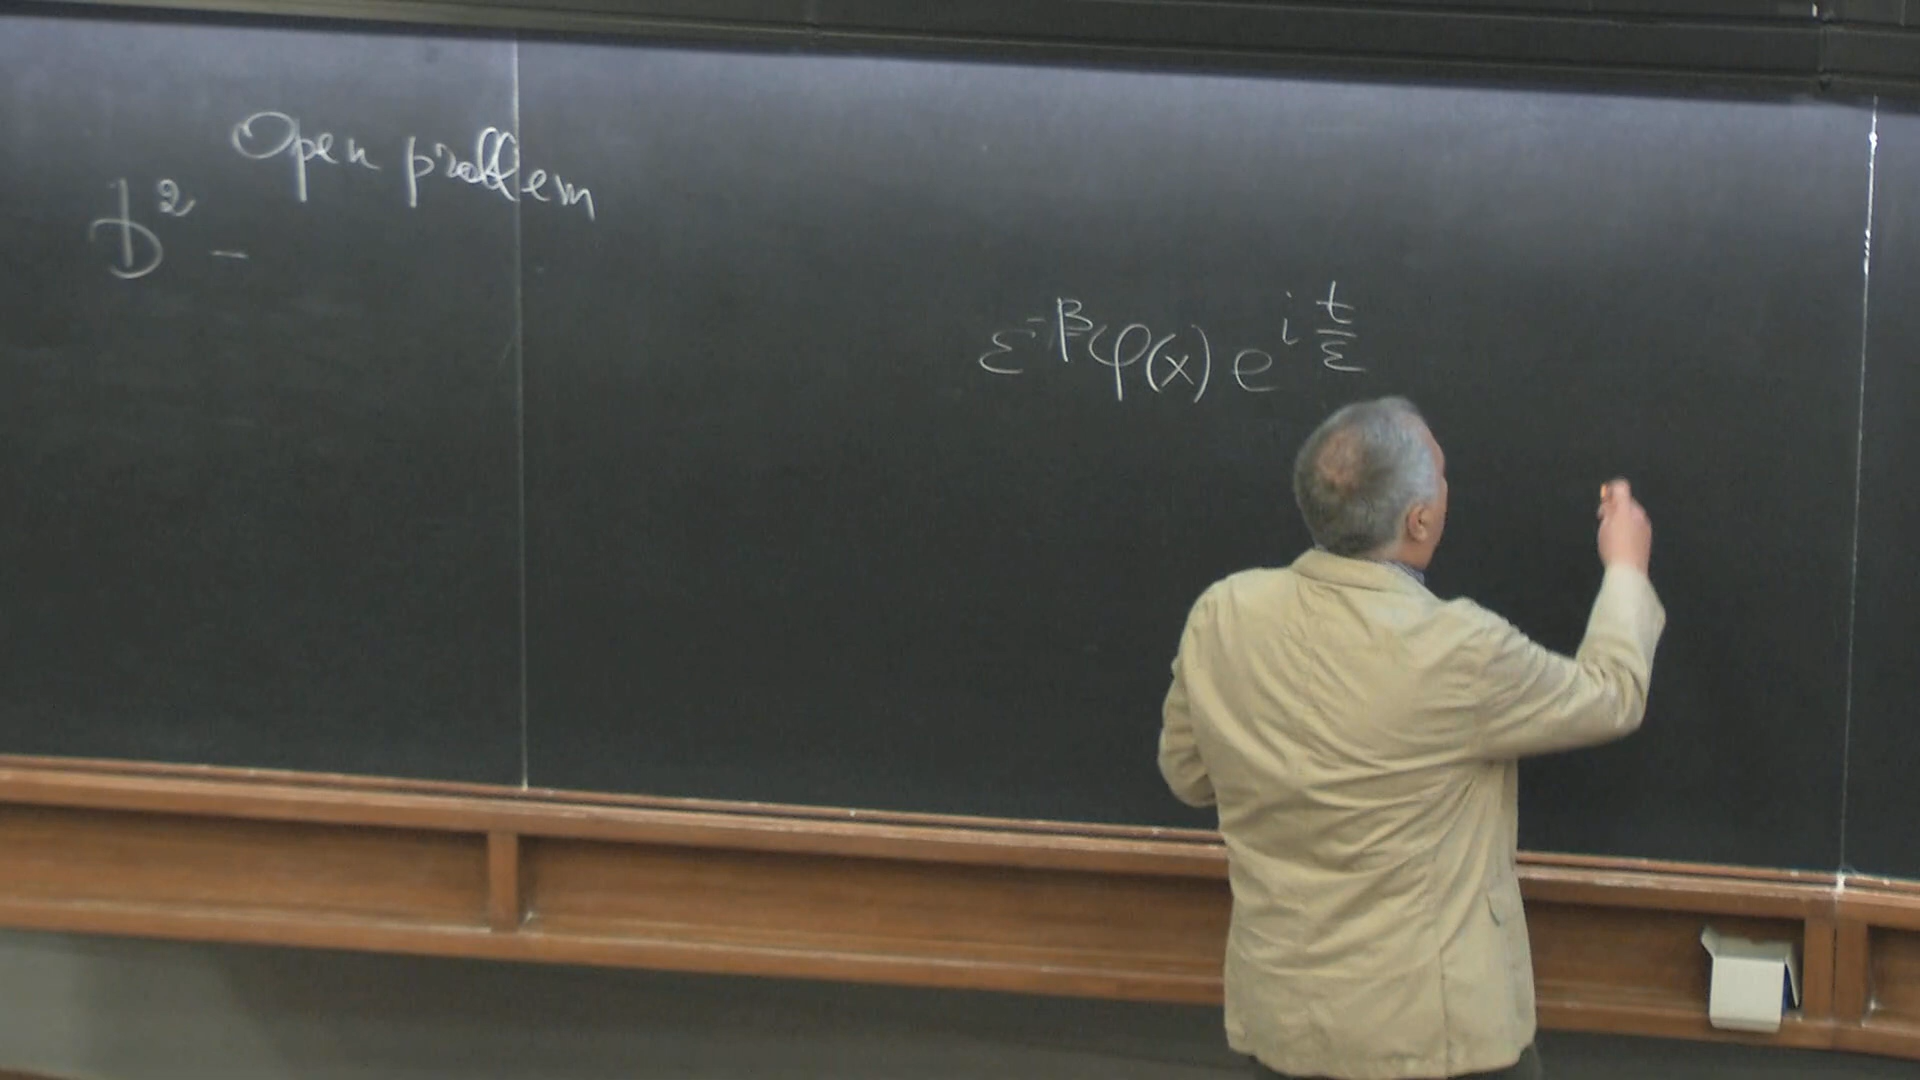 Open problem
D² –
ε^{-β} φ(x) e^{i t/ε}